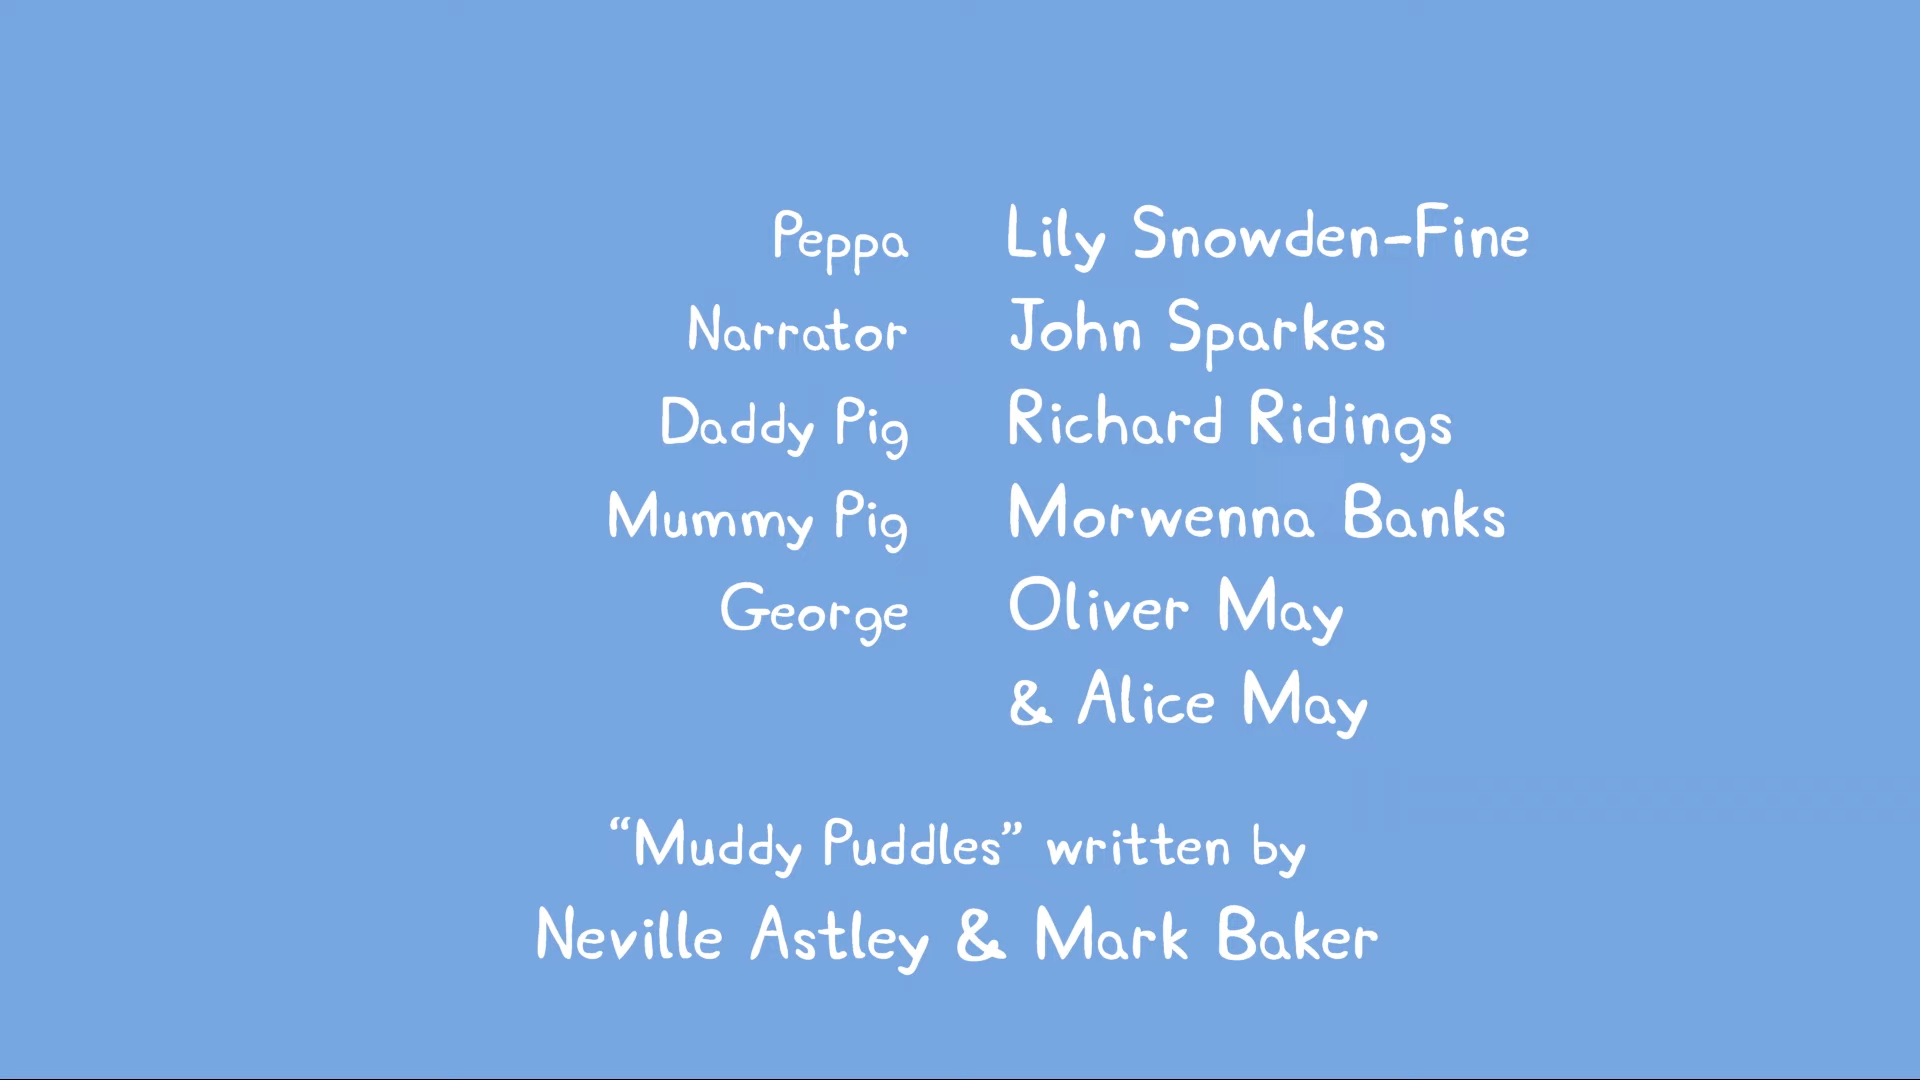 Peppa Lily Snowden-Fine
Narrator John Sparkes
Daddy Pig Richard Ridings
Mummy Pig Morwenna Banks
George Oliver May
& Alice May
“Muddy Puddles” written by
Neville Astley & Mark Baker